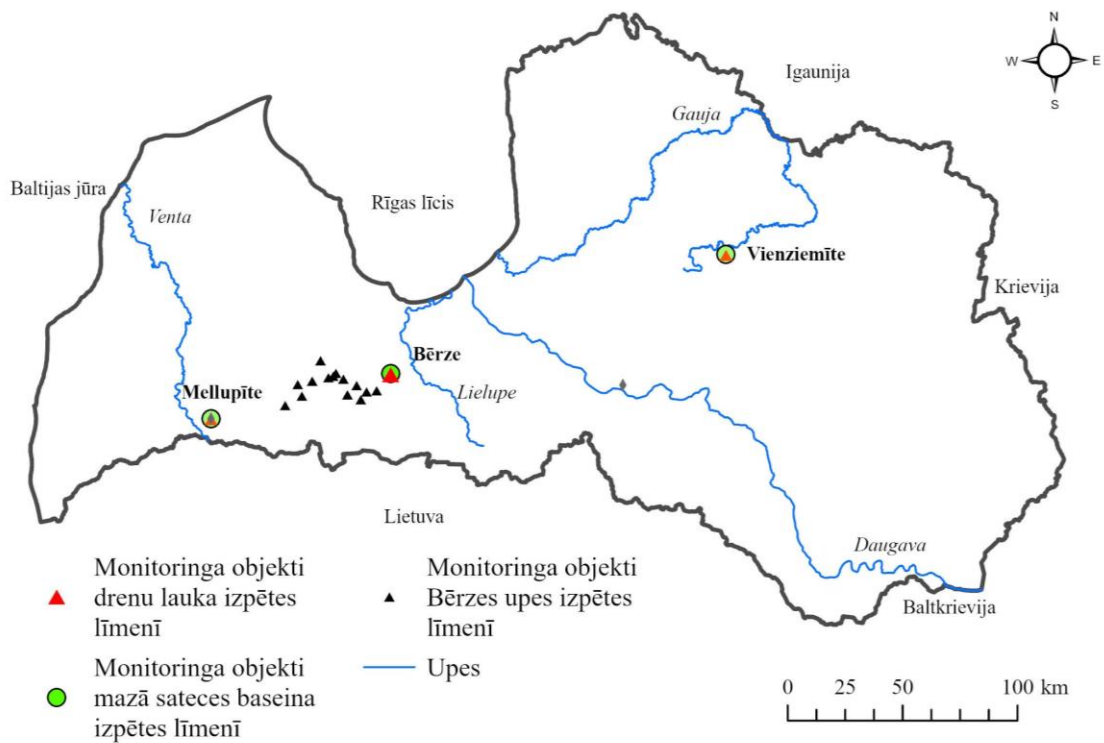 N
W E
S
Igaunija
Gauja
Baltijas jūra
Rīgas līcis
Venta
Vienziemīte
Krievija
Bērze
Mellupīte
Lielupe
Lietuva
Daugava
Baltkrievija
Monitoringa objekti
drenu lauka izpētes
līmenī
Monitoringa objekti
mazā sateces baseina
izpētes līmenī
Monitoringa objekti
Bērzes upes izpētes
līmenī
Upes
0 25 50 100 km